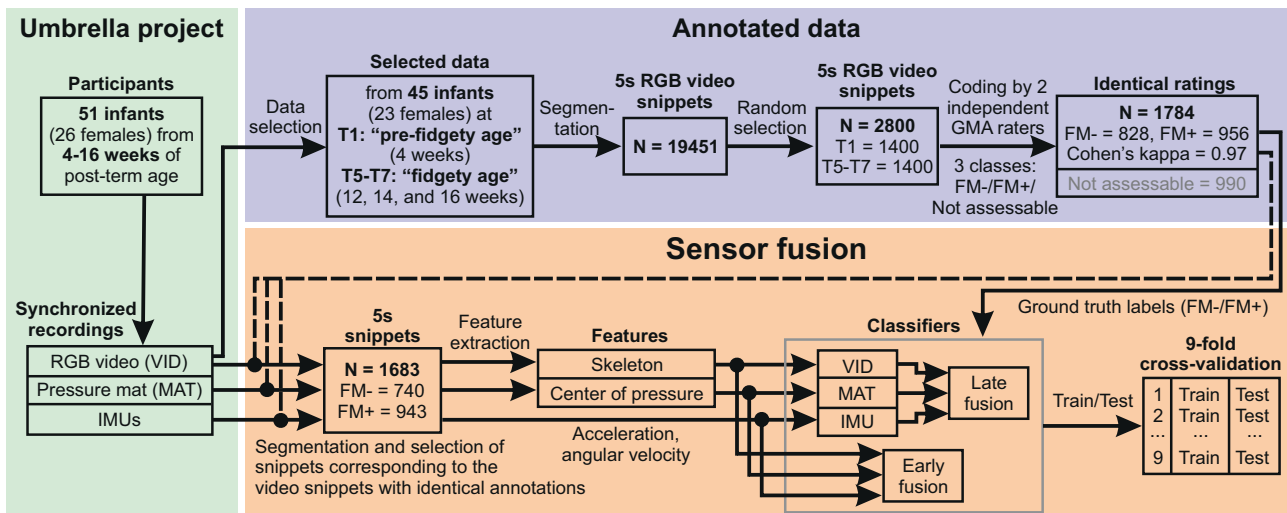 Umbrella project
Participants
51 infants
(26 females) from
4-16 weeks of
post-term age
Synchronized
recordings
RGB video (VID)
Pressure mat (MAT)
IMUs
Annotated data
Data
selection
Selected data
from 45 infants
(23 females) at
T1: “pre-fidgety age”
(4 weeks)
T5-T7: “fidgety age”
(12, 14, and 16 weeks)
Segmen-
tation
5s RGB video
snippets
N = 19451
Random
selection
5s RGB video
snippets
N = 2800
T1 = 1400
T5-T7 = 1400
Coding by 2
independent
GMA raters
3 classes:
FM-/FM+/
Not assessable
Identical ratings
N = 1784
FM- = 828, FM+ = 956
Cohen’s kappa = 0.97
Not assessable = 990
Sensor fusion
5s
snippets
N = 1683
FM- = 740
FM+ = 943
Segmentation and selection of
snippets corresponding to the
video snippets with identical annotations
Feature
extraction
Features
Skeleton
Center of pressure
Acceleration,
angular velocity
Classifiers
VID
MAT
IMU
Late
fusion
Early
fusion
Ground truth labels (FM-/FM+)
Train/Test
9-fold
cross-validation
1 Train Test
2 Train Test
... ... ...
9 Train Test